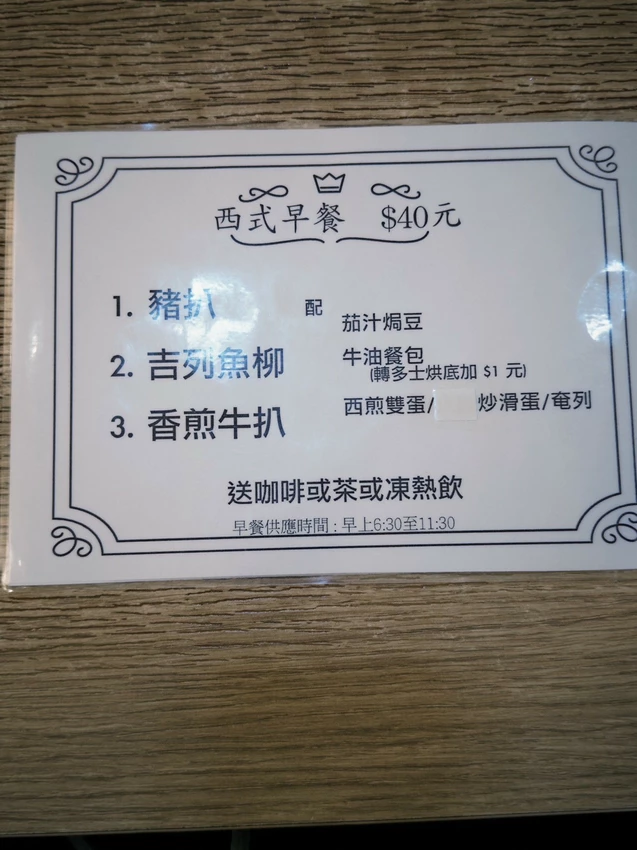 西式早餐 $40元
1. 豬扒 配
茄汁焗豆
2. 吉列魚柳
牛油餐包
(轉多士烘底加 $1 元)
3. 香煎牛扒
西煎雙蛋/ 炒滑蛋/奄列
送咖啡或茶或凍熱飲
早餐供應時間 : 早上6:30至11:30